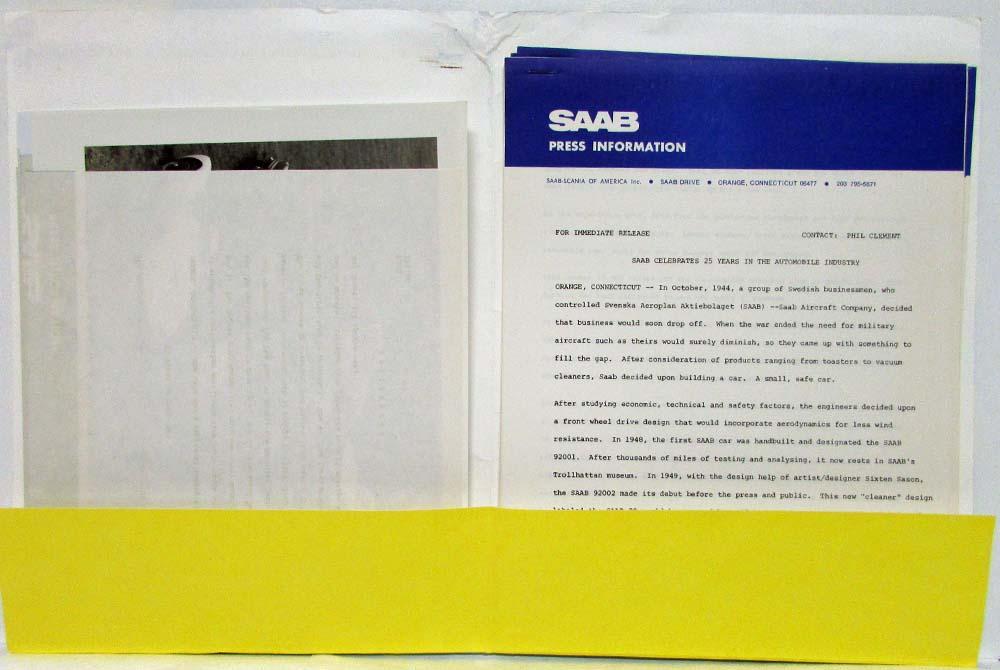 SAAB
PRESS INFORMATION
SAAB-SCANIA OF AMERICA Inc. • SAAB DRIVE • ORANGE, CONNECTICUT 06477 • 203 795-5671
FOR IMMEDIATE RELEASE CONTACT: PHIL CLEMENT
SAAB CELEBRATES 25 YEARS IN THE AUTOMOBILE INDUSTRY
ORANGE, CONNECTICUT -- In October, 1944, a group of Swedish businessmen, who
controlled Svenska Aeroplan Aktiebolaget (SAAB) --Saab Aircraft Company, decided
that business would soon drop off. When the war ended the need for military
aircraft such as theirs would surely diminish, so they came up with something to
fill the gap. After consideration of products ranging from toasters to vacuum
cleaners, Saab decided upon building a car. A small, safe car.
After studying economic, technical and safety factors, the engineers decided upon
a front wheel drive design that would incorporate aerodynamics for less wind
resistance. In 1948, the first SAAB car was handbuilt and designated the SAAB
92001. After thousands of miles of testing and analysing, it now rests in SAAB's
Trollhattan museum. In 1949, with the design help of artist/designer Sixten Sason,
the SAAB 92002 made its debut before the press and public. This new "cleaner" design